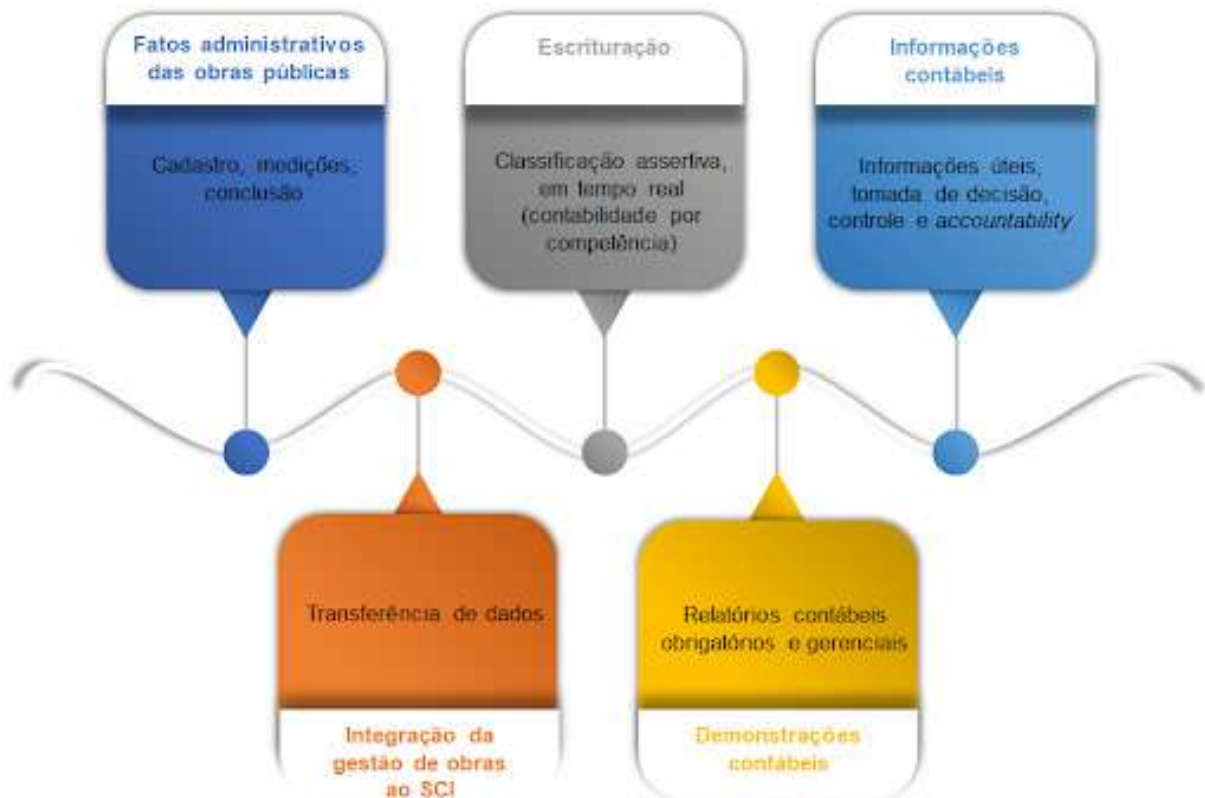 Fatos administrativos
das obras públicas
Cadastro, medições,
conclusão
Escrituração
Classificação assertiva,
em tempo real
(contabilidade por
competência)
Informações
contábeis
Informações úteis,
tomada de decisão,
controle e accountability
Transferência de dados
Integração da
gestão de obras
ao SCI
Relatórios contábeis
obrigatórios e gerenciais
Demonstrações
contábeis